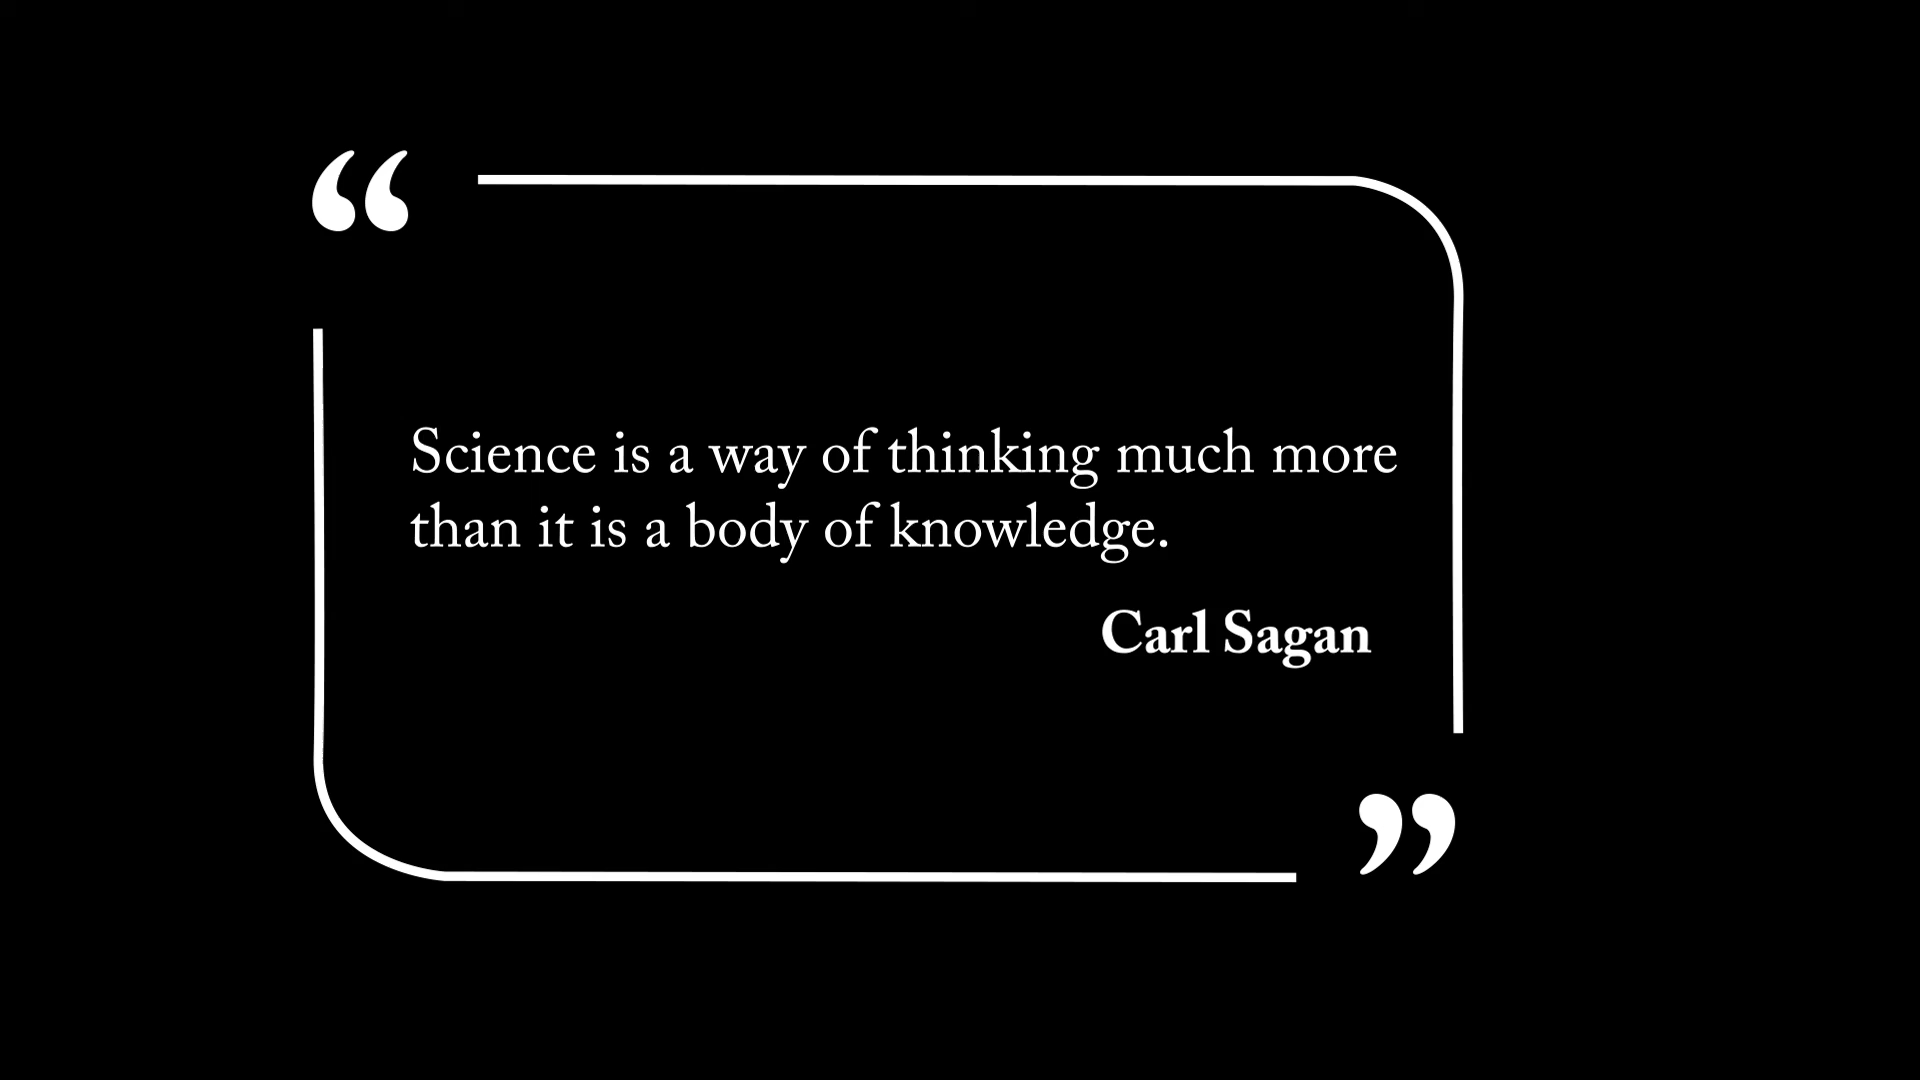 “
Science is a way of thinking much more
than it is a body of knowledge.
Carl Sagan
”